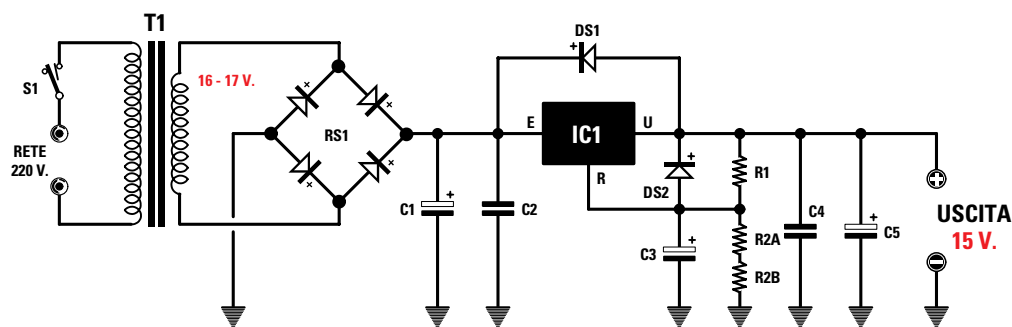 T1
S1
RETE
220 V.
16 - 17 V.
RS1
+
+
+
+
C1
+
C2
DS1
+
E
IC1
U
R
DS2
+
R1
C3
+
R2A
R2B
C4
C5
+
+
−
USCITA
15 V.